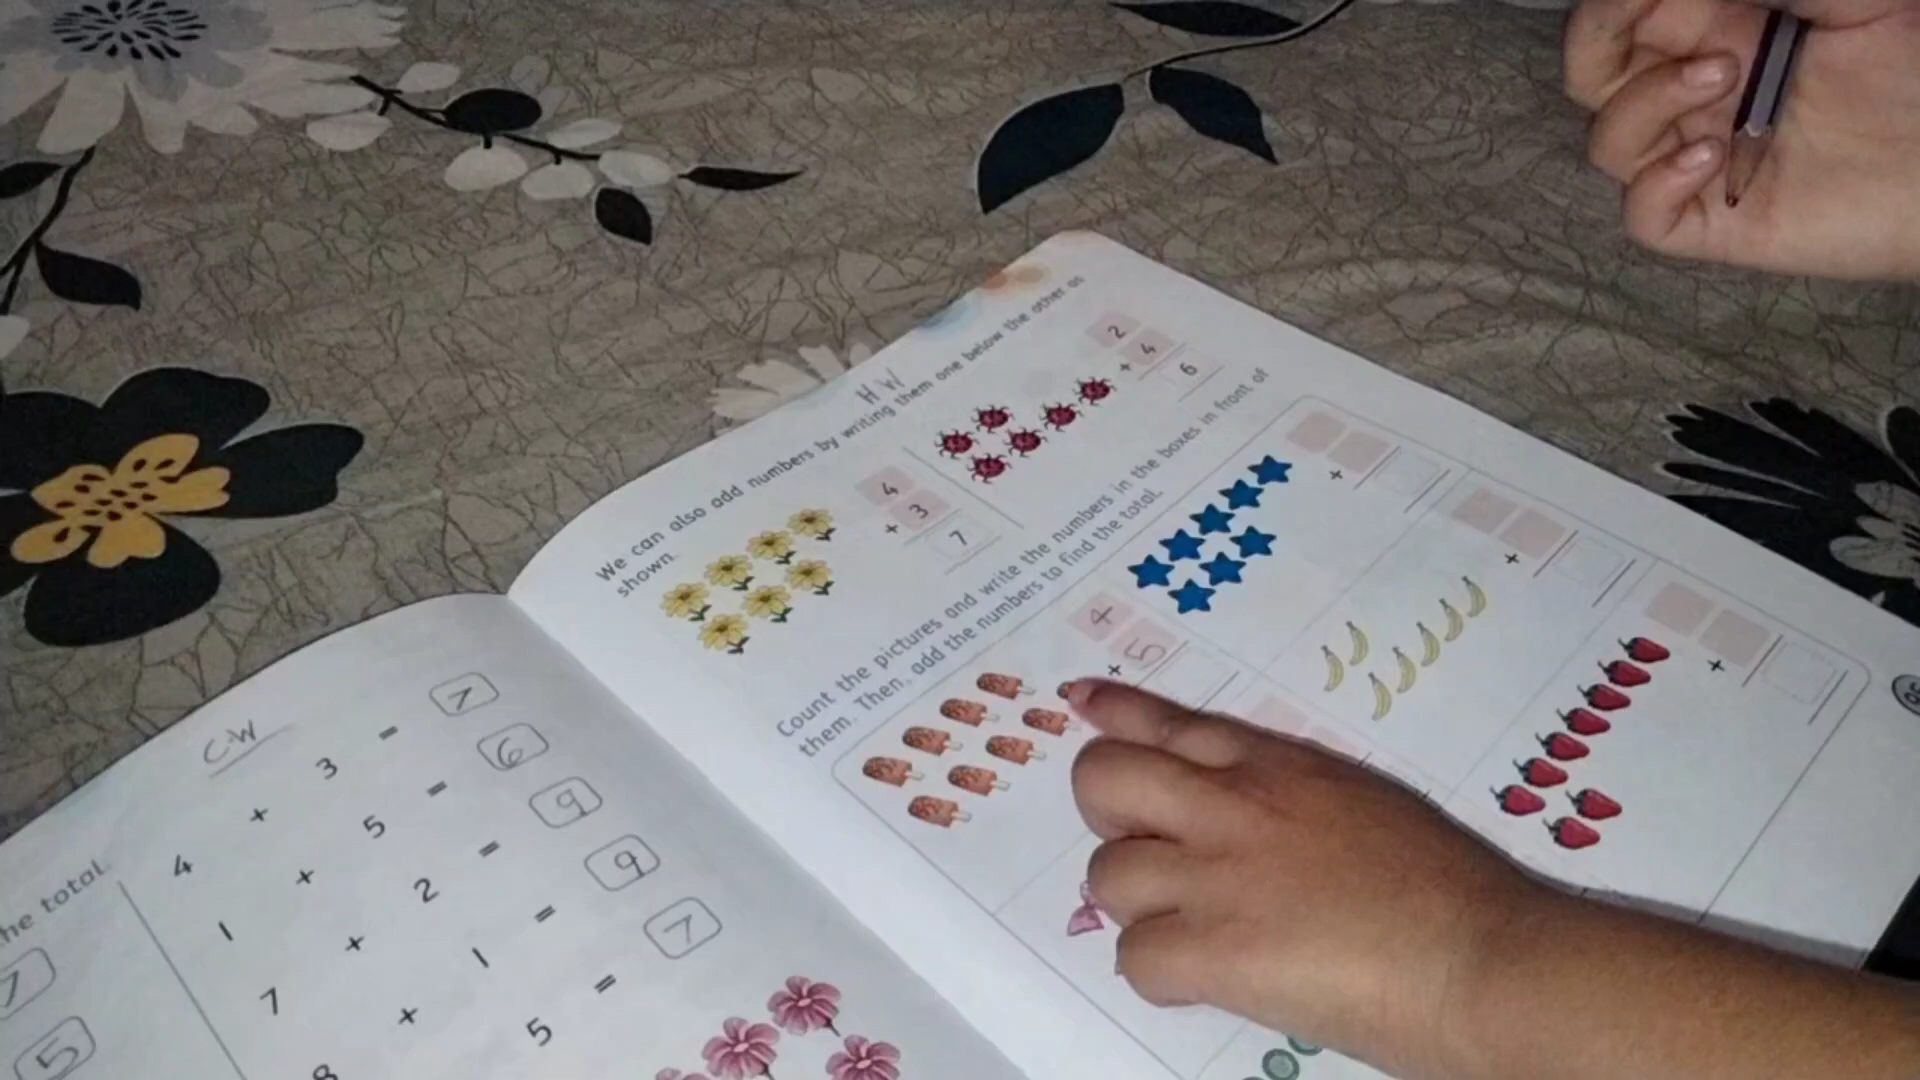 C.W
4 + 3 = 7
1 + 5 = 6
7 + 2 = 9
8 + 1 = 9
5 = 7
he total.
7
5
H W
We can also add numbers by writing them one below the other as
shown.
4
+ 3
7
2
+ 4
6
Count the pictures and write the numbers in the boxes in front of
them. Then, add the numbers to find the total.
4
+ 5
+
+
+